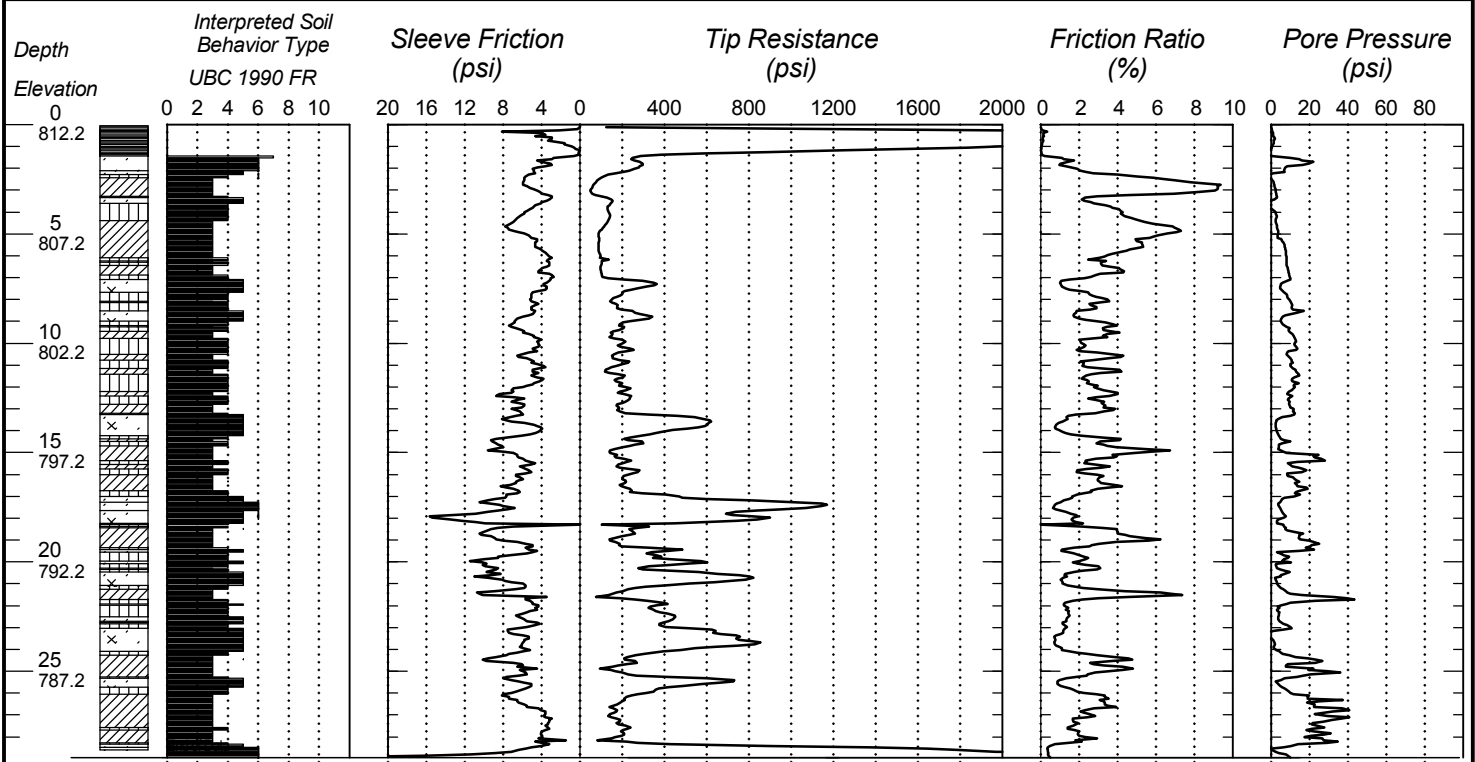 Depth
Elevation
Interpreted Soil
Behavior Type
UBC 1990 FR
Sleeve Friction
(psi)
Tip Resistance
(psi)
Friction Ratio
(%)
Pore Pressure
(psi)
0 2 4 6 8 10
20 16 12 8 4 0
400 800 1200 1600 2000
0 2 4 6 8 10
0 20 40 60 80
0
812.2
5
807.2
10
802.2
15
797.2
20
792.2
25
787.2